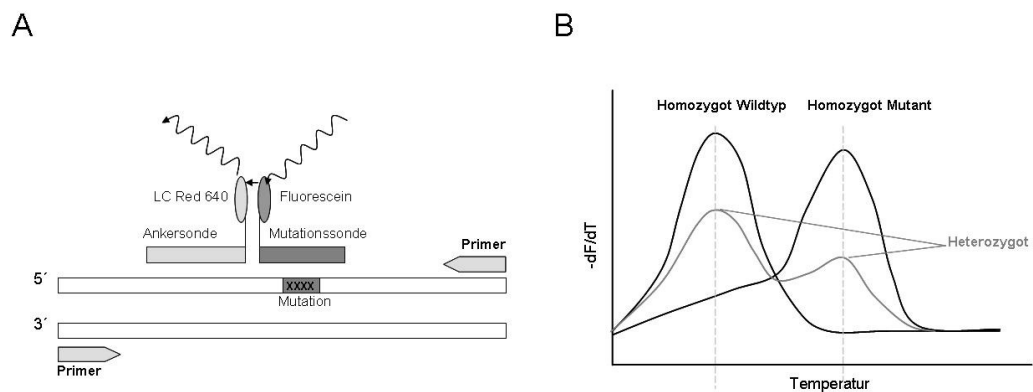 A
LC Red 640
Fluorescein
Ankersonde
Mutationssonde
Primer
5´
XXXX
Mutation
3´
Primer
B
Homozygot Wildtyp
Homozygot Mutant
-dF/dT
Heterozygot
Temperatur